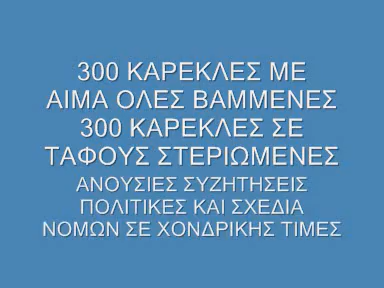 300 ΚΑΡΕΚΛΕΣ ΜΕ
ΑΙΜΑ ΟΛΕΣ ΒΑΜΜΕΝΕΣ
300 ΚΑΡΕΚΛΕΣ ΣΕ
ΤΑΦΟΥΣ ΣΤΕΡΙΩΜΕΝΕΣ
ΑΝΟΥΣΙΕΣ ΣΥΖΗΤΗΣΕΙΣ
ΠΟΛΙΤΙΚΕΣ ΚΑΙ ΣΧΕΔΙΑ
ΝΟΜΩΝ ΣΕ ΧΟΝΔΡΙΚΗΣ ΤΙΜΕΣ